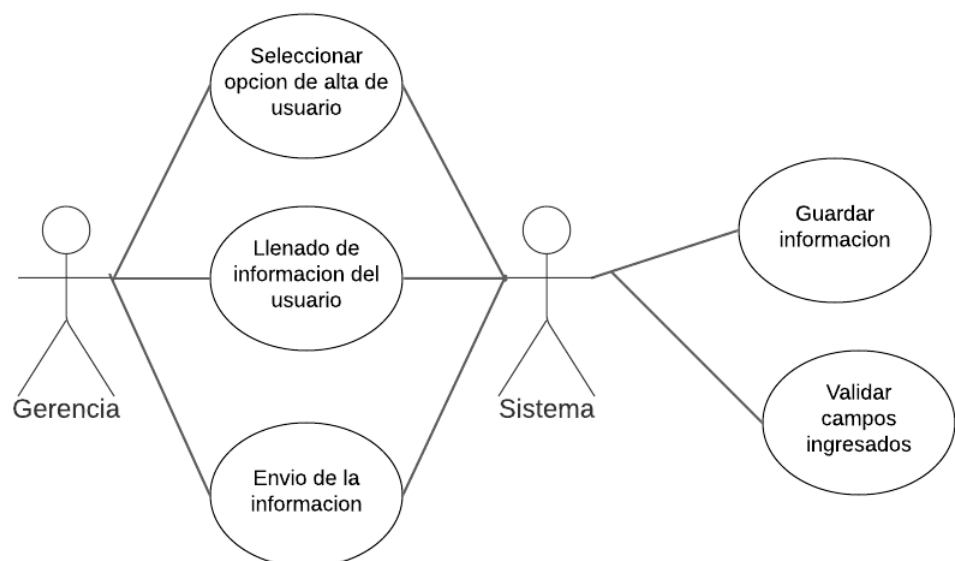 Seleccionar
opcion de alta de
usuario
Llenado de
informacion del
usuario
Envio de la
informacion
Gerencia
Sistema
Guardar
informacion
Validar
campos
ingresados